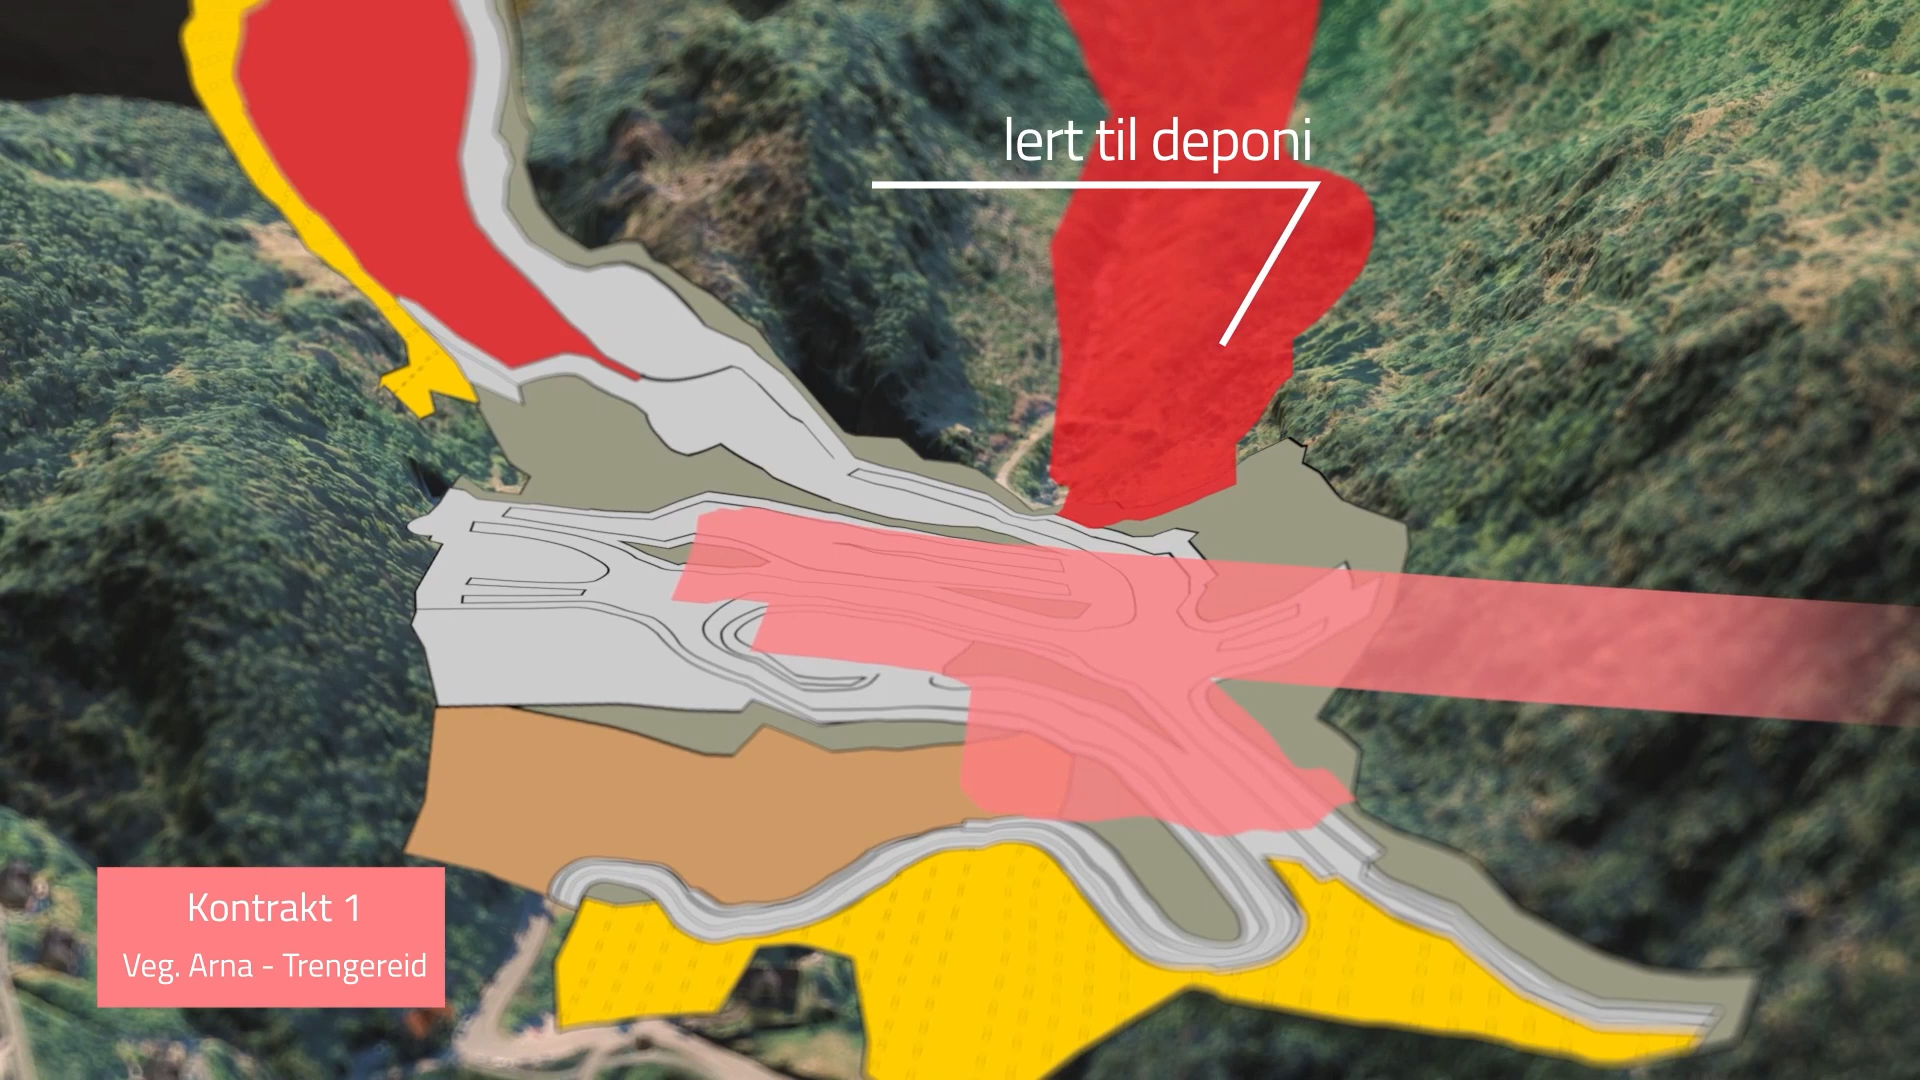 lert til deponi
Kontrakt 1
Veg. Arna - Trengereid